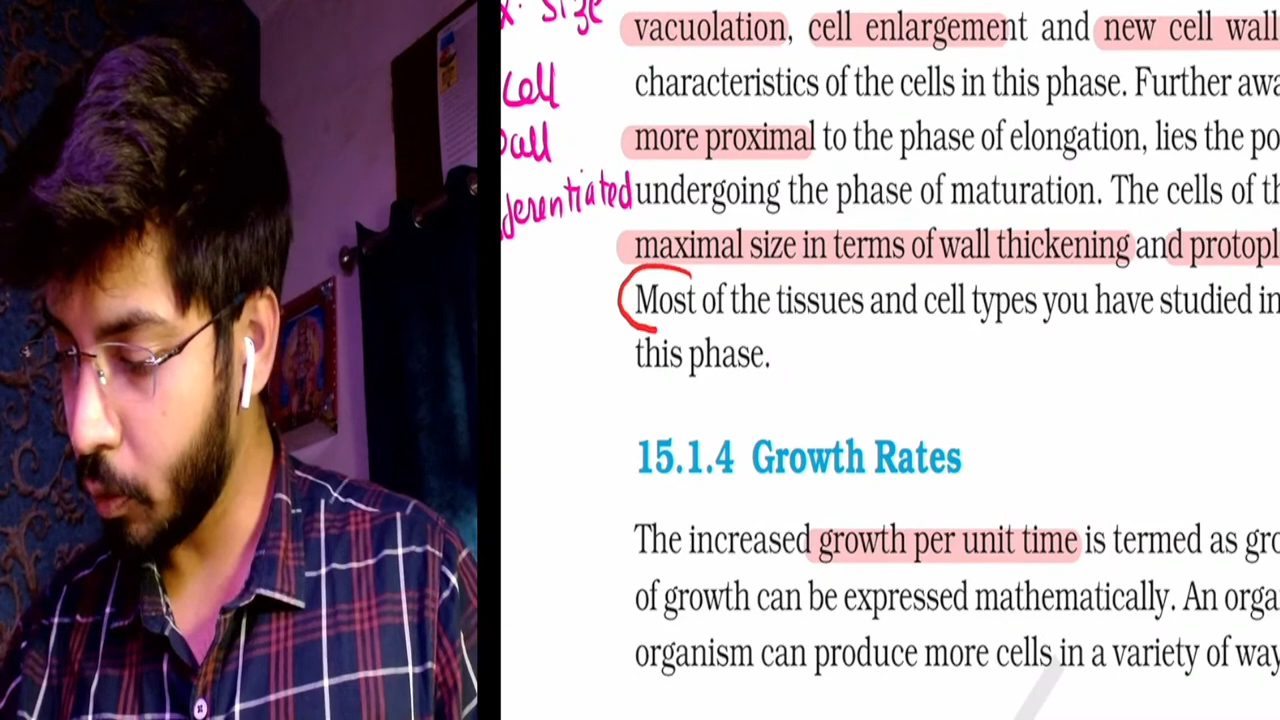 x. size
vacuolation, cell enlargement and new cell wall
cell
characteristics of the cells in this phase. Further awa
wall
more proximal to the phase of elongation, lies the po
derentiated
undergoing the phase of maturation. The cells of th
maximal size in terms of wall thickening and protopl
Most of the tissues and cell types you have studied in
this phase.
15.1.4 Growth Rates
The increased growth per unit time is termed as gro
of growth can be expressed mathematically. An orga
organism can produce more cells in a variety of way